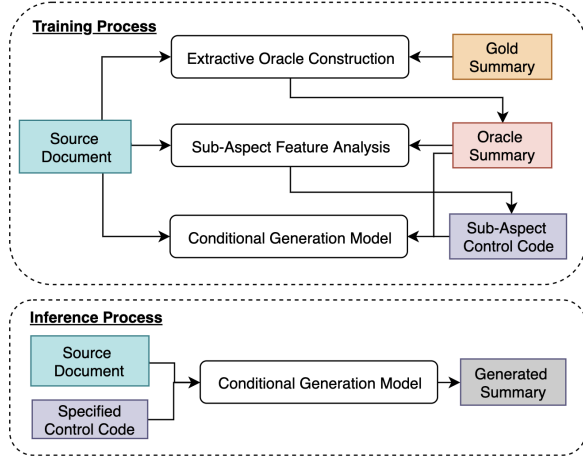 Training Process
Extractive Oracle Construction
Gold
Summary
Source
Document
Sub-Aspect Feature Analysis
Oracle
Summary
Conditional Generation Model
Sub-Aspect
Control Code
Inference Process
Source
Document
Conditional Generation Model
Generated
Summary
Specified
Control Code